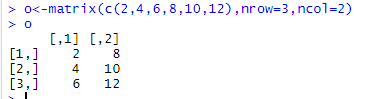 > o<-matrix(c(2,4,6,8,10,12),nrow=3,ncol=2)
> o
     [,1] [,2]
[1,]    2    8
[2,]    4   10
[3,]    6   12
>